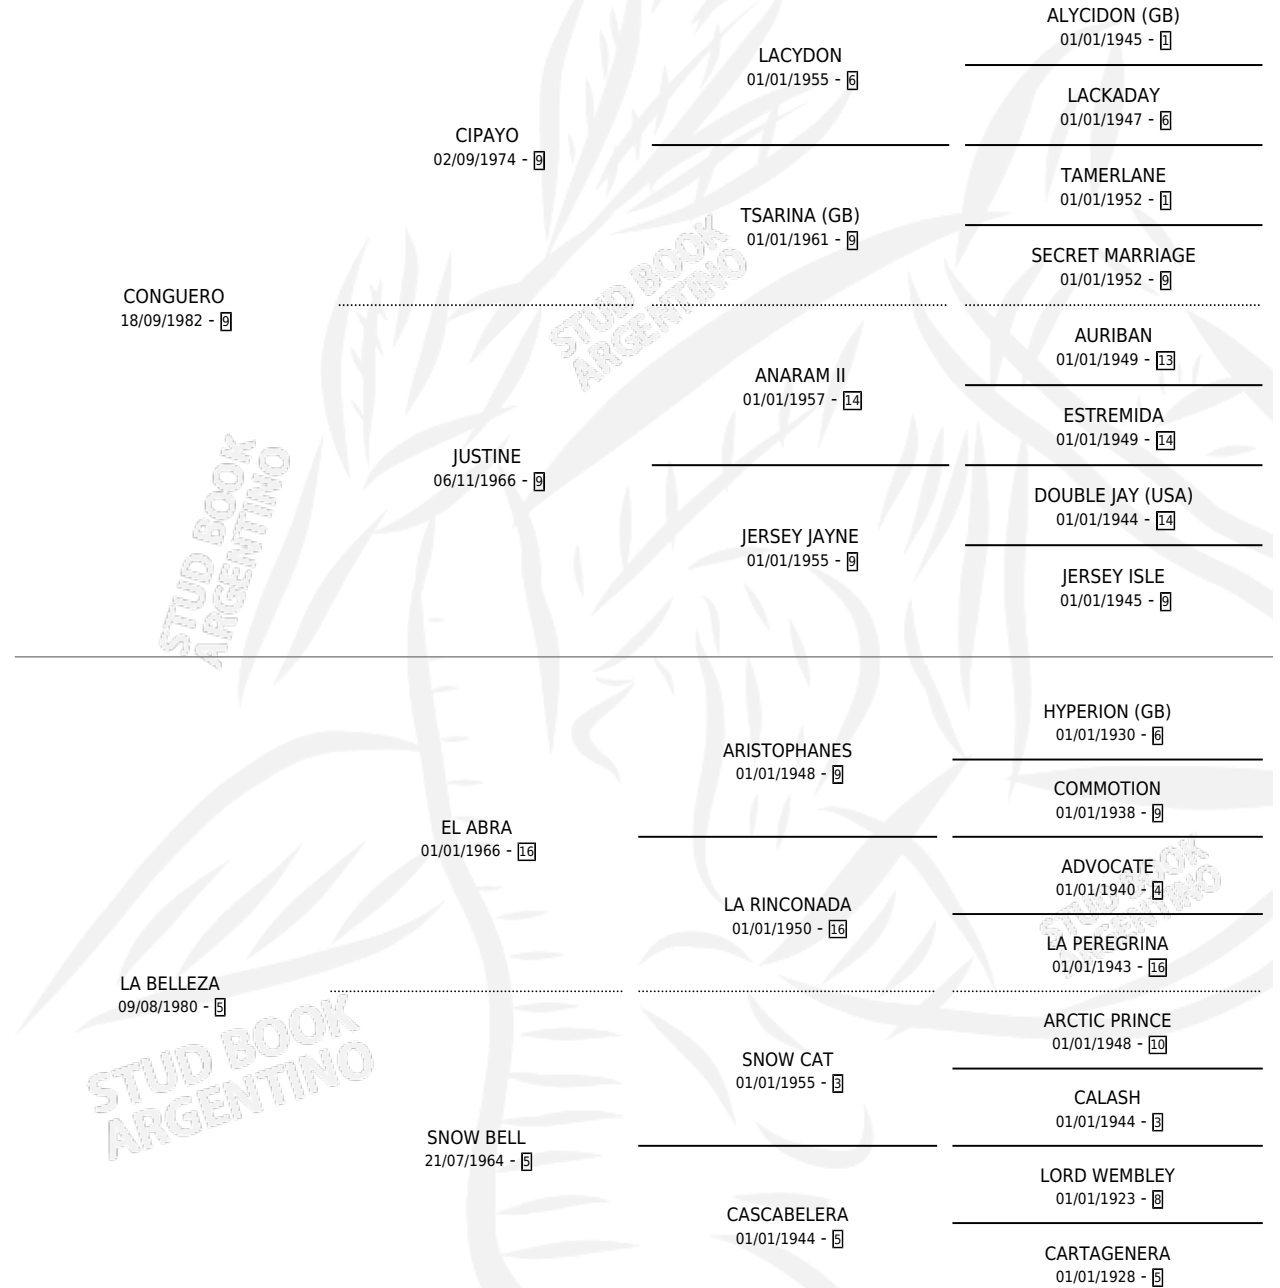 ALYCIDON (GB)
01/01/1945 - 1
LACYDON
01/01/1955 - 6
LACKADAY
01/01/1947 - 6
CIPAYO
02/09/1974 - 9
TAMERLANE
01/01/1952 - 1
TSARINA (GB)
01/01/1961 - 9
SECRET MARRIAGE
01/01/1952 - 9
CONGUERO
18/09/1982 - 9
AURIBAN
01/01/1949 - 13
ANARAM II
01/01/1957 - 14
ESTREMIDA
01/01/1949 - 14
JUSTINE
06/11/1966 - 9
DOUBLE JAY (USA)
01/01/1944 - 14
JERSEY JAYNE
01/01/1955 - 9
JERSEY ISLE
01/01/1945 - 9
HYPERION (GB)
01/01/1930 - 6
ARISTOPHANES
01/01/1948 - 9
COMMOTION
01/01/1938 - 9
EL ABRA
01/01/1966 - 16
ADVOCATE
01/01/1940 - 4
LA RINCONADA
01/01/1950 - 16
LA PEREGRINA
01/01/1943 - 16
LA BELLEZA
09/08/1980 - 5
ARCTIC PRINCE
01/01/1948 - 10
SNOW CAT
01/01/1955 - 3
CALASH
01/01/1944 - 3
SNOW BELL
21/07/1964 - 5
LORD WEMBLEY
01/01/1923 - 8
CASCABELERA
01/01/1944 - 5
CARTAGENERA
01/01/1928 - 5
STUD BOOK
ARGENTINO
STUD BOOK
ARGENTINO
STUD BOOK
ARGENTINO
STUD BOOK
ARGENTINO